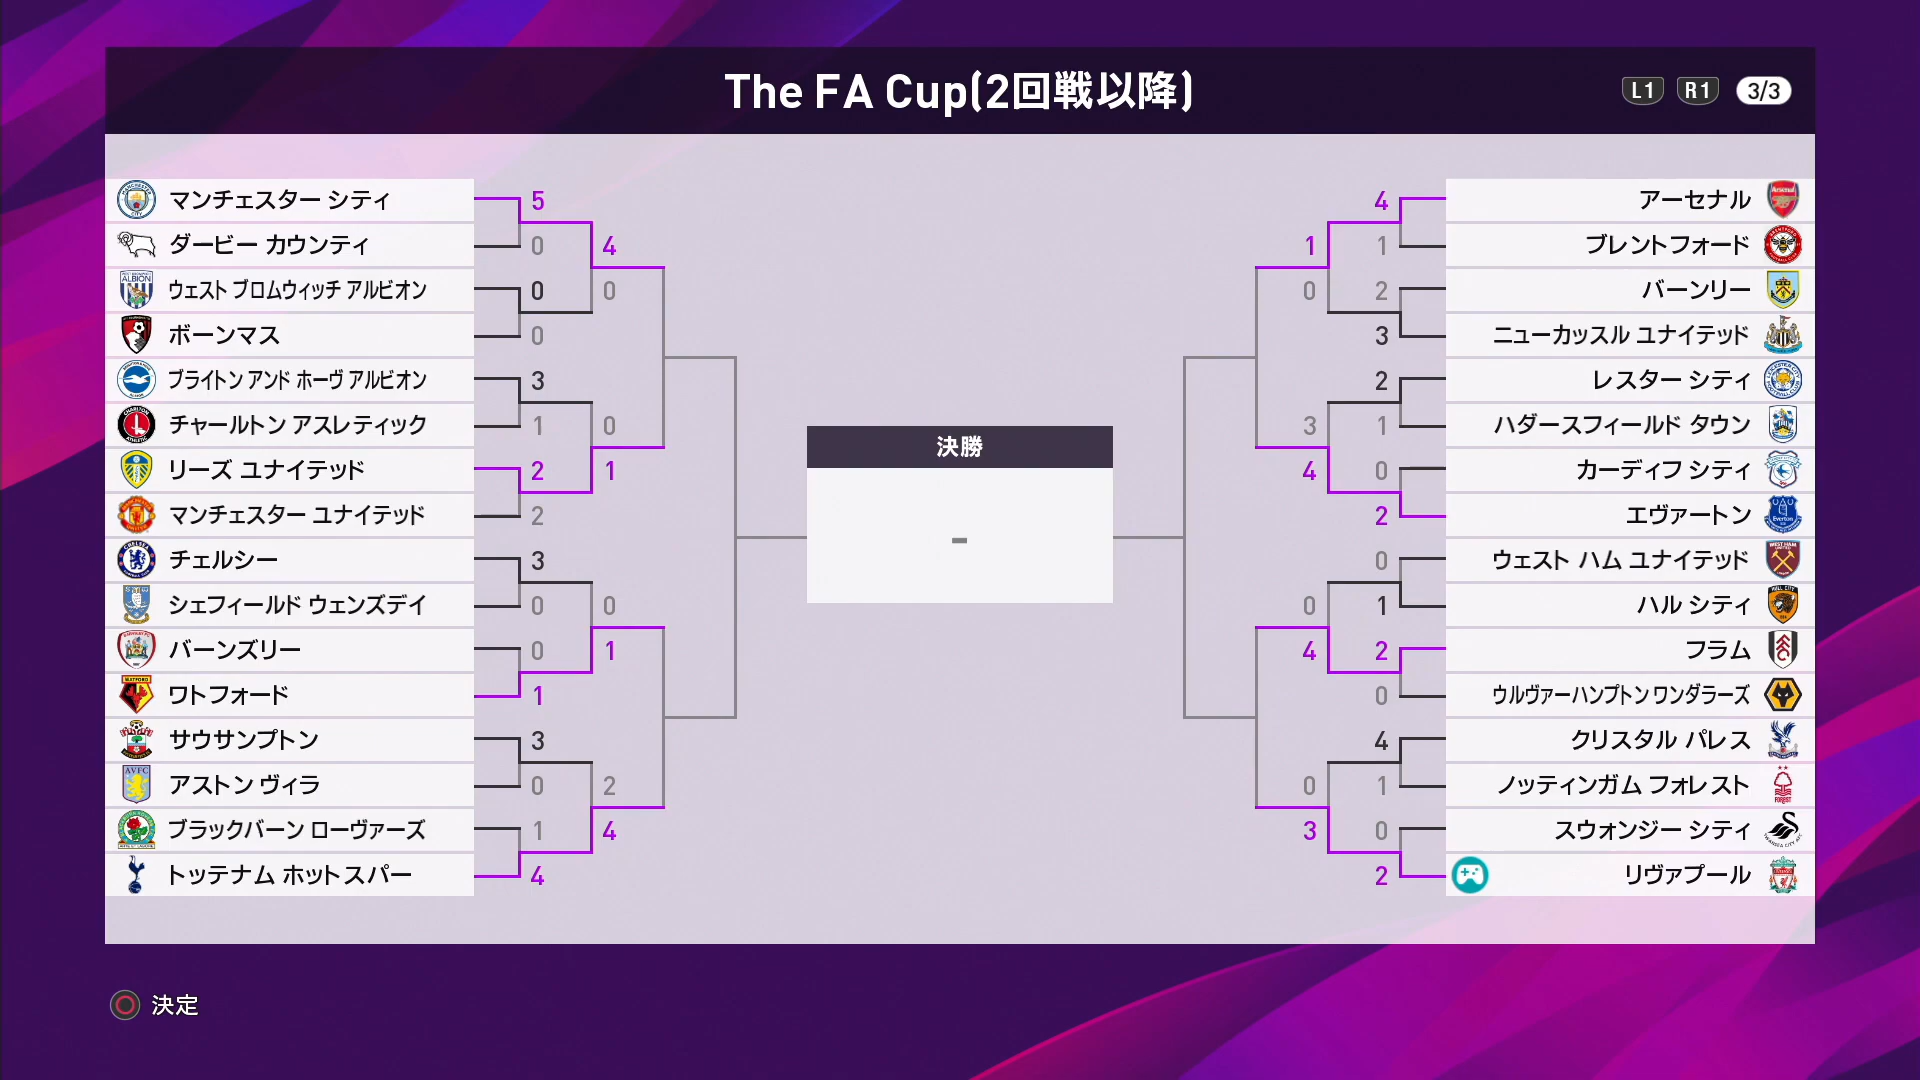 The FA Cup(2回戦以降)
L1 R1 3/3
マンチェスター シティ 5
ダービー カウンティ 0
4
ウェスト ブロムウィッチ アルビオン 0
0
ボーンマス 0
ブライトン アンド ホーヴ アルビオン 3
チャールトン アスレティック 1
0
リーズ ユナイテッド 2
1
マンチェスター ユナイテッド 2
チェルシー 3
シェフィールド ウェンズデイ 0
0
バーンズリー 0
1
ワトフォード 1
サウサンプトン 3
アストン ヴィラ 0
2
ブラックバーン ローヴァーズ 1
4
トッテナム ホットスパー 4
決勝
-
4 アーセナル
1
1 ブレントフォード
0
2 バーンリー
3 ニューカッスル ユナイテッド
2 レスター シティ
3
1 ハダースフィールド タウン
4
0 カーディフ シティ
2 エヴァートン
0 ウェスト ハム ユナイテッド
0
1 ハル シティ
4
2 フラム
0 ウルヴァーハンプトン ワンダラーズ
4 クリスタル パレス
0
1 ノッティンガム フォレスト
3
0 スウォンジー シティ
2 リヴァプール
決定